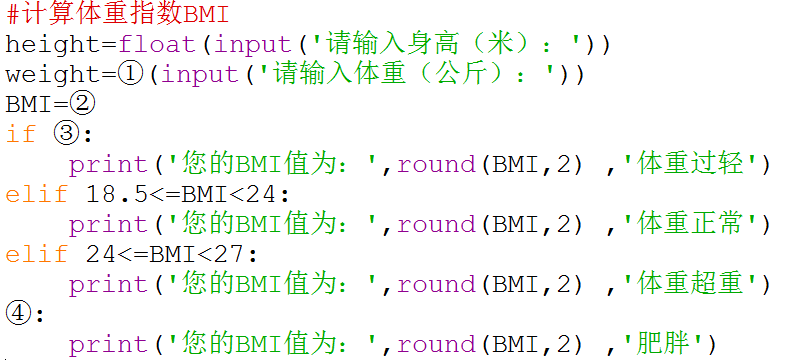 #计算体重指数BMI
height=float(input('请输入身高（米）：'))
weight=①(input('请输入体重（公斤）：'))
BMI=②
if ③:
    print('您的BMI值为：',round(BMI,2) ,'体重过轻')
elif 18.5<=BMI<24:
    print('您的BMI值为：',round(BMI,2) ,'体重正常')
elif 24<=BMI<27:
    print('您的BMI值为：',round(BMI,2) ,'体重超重')
④:
    print('您的BMI值为：',round(BMI,2) ,'肥胖')